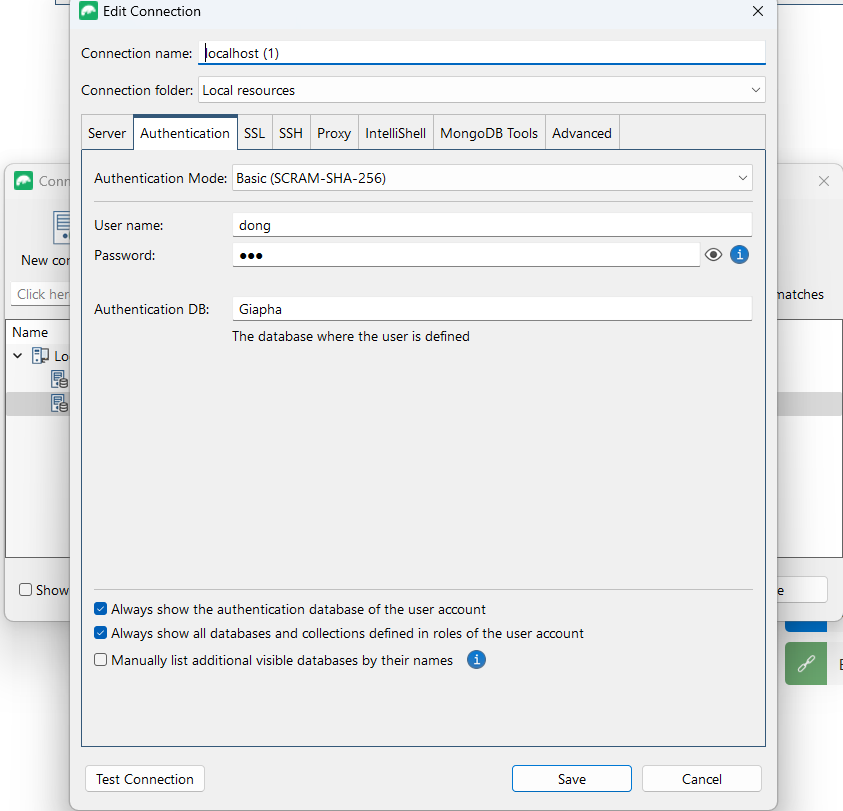 Edit Connection
Connection name: localhost (1)
Connection folder: Local resources
Server Authentication SSL SSH Proxy IntelliShell MongoDB Tools Advanced
Authentication Mode: Basic (SCRAM-SHA-256)
User name: dong
Password: ●●●
Authentication DB: Giapha
The database where the user is defined
Always show the authentication database of the user account
Always show all databases and collections defined in roles of the user account
Manually list additional visible databases by their names
Test Connection Save Cancel
Conn
New con
Click her
matches
Name
Lo
Show
e